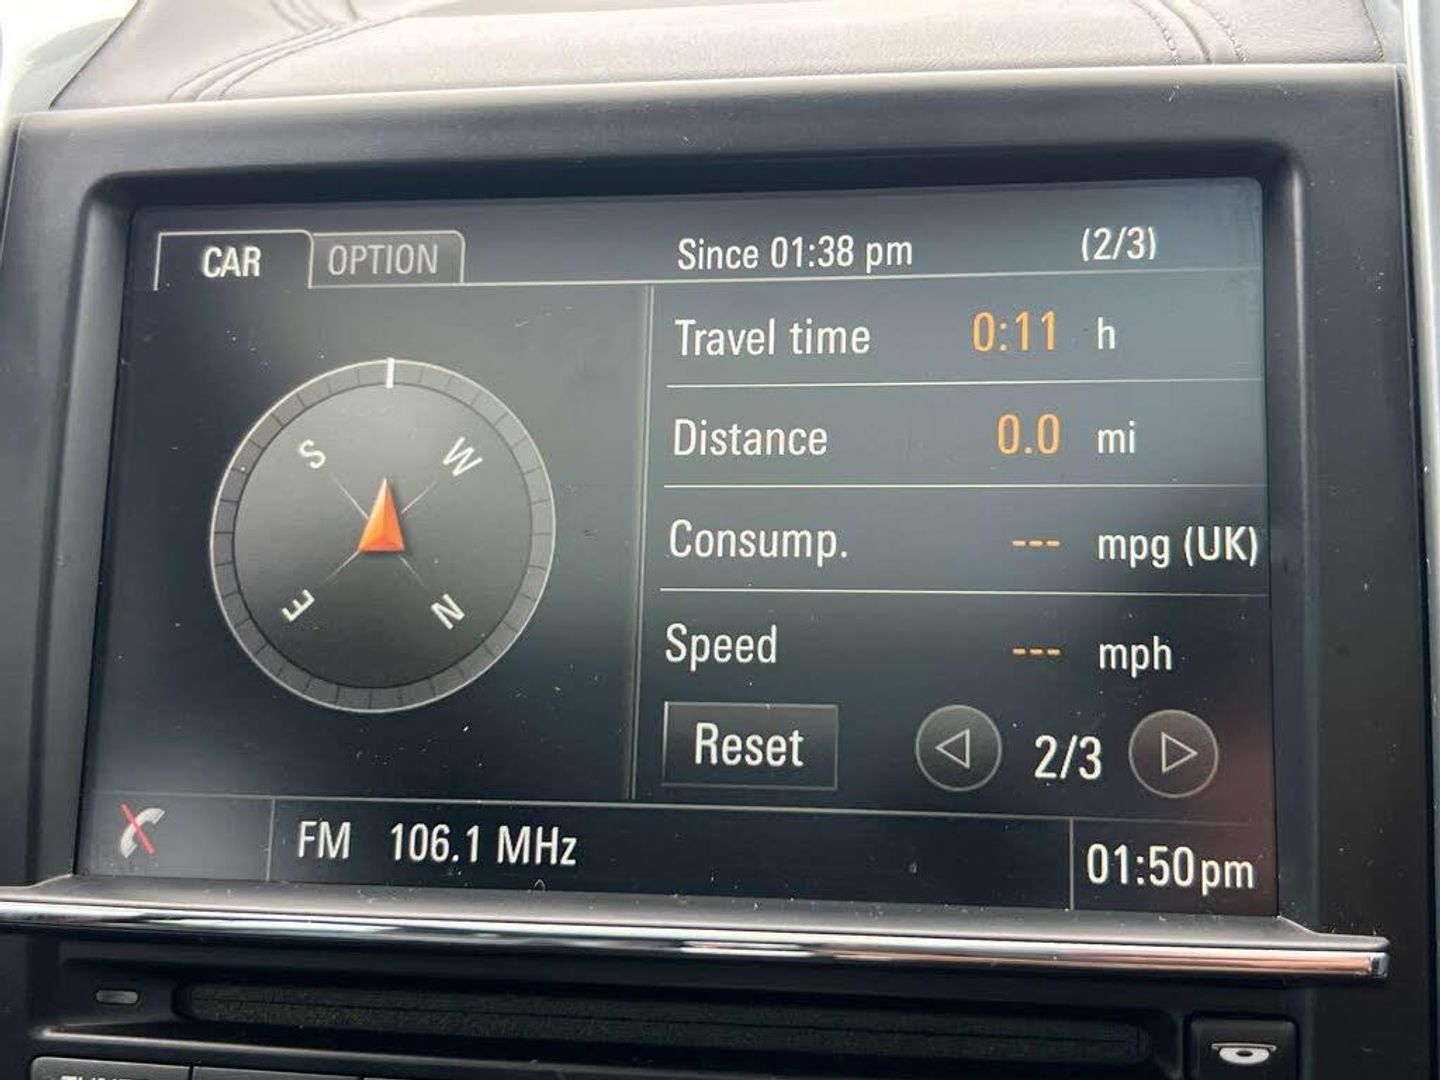 CAR OPTION Since 01:38 pm (2/3)
Travel time 0:11 h
Distance 0.0 mi
Consump. --- mpg (UK)
Speed --- mph
S W
E N
Reset 2/3
FM 106.1 MHz 01:50pm